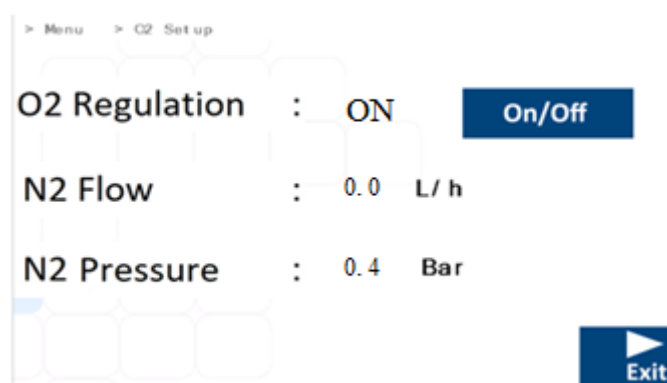 > Menu > O2 Set up
O2 Regulation : ON On/Off
N2 Flow : 0.0 L/h
N2 Pressure : 0.4 Bar
Exit